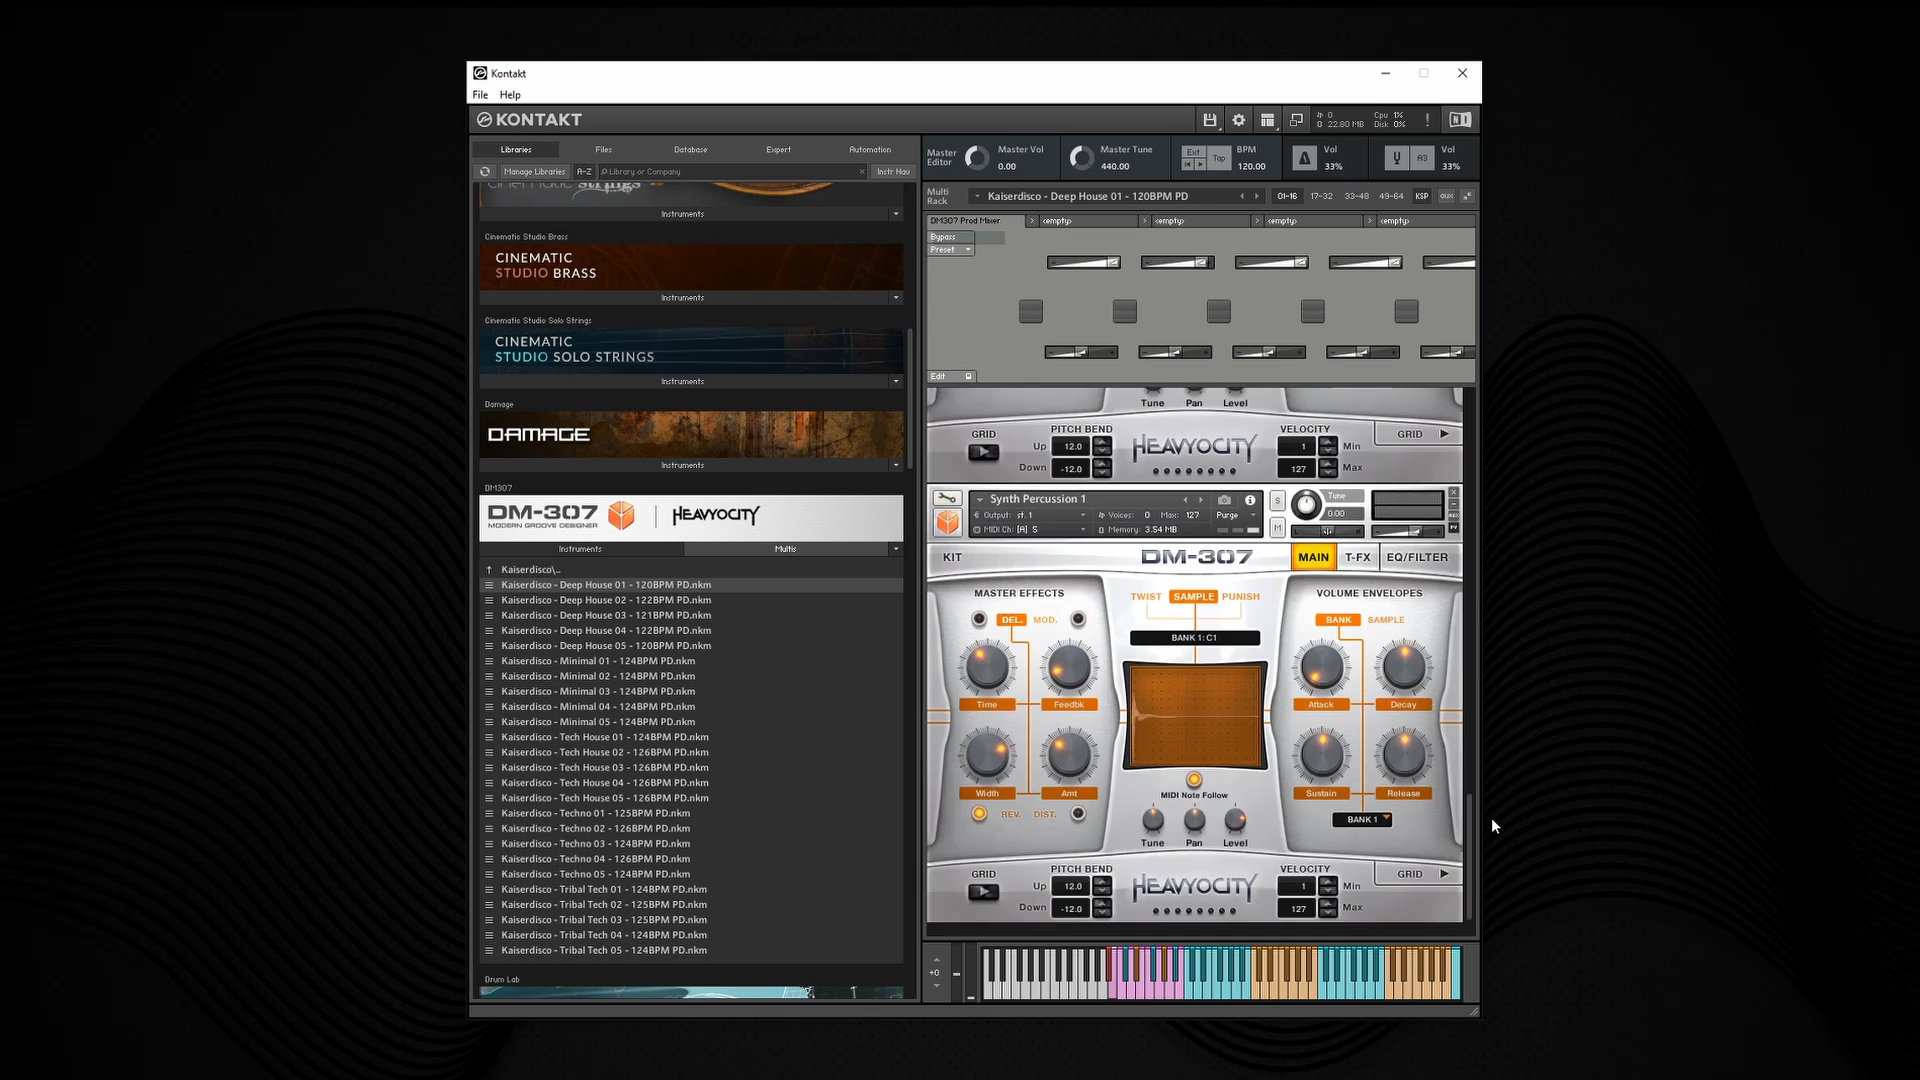 Kontakt
File Help
KONTAKT
0
22.80 MB
Cpu 1%
Disk 0%
!
Libraries Files Database Expert Automation
Manage Libraries A-Z Library or Company × Instr Nav
Master
Editor
Master Vol
0.00
Master Tune
440.00
Ext
Tap
BPM
120.00
Vol
33%
A3
Vol
33%
Multi
Rack
Kaiserdisco - Deep House 01 - 120BPM PD
01-16 17-32 33-48 49-64 KSP aux
DM307 Prod Mixer (empty) (empty) (empty) (empty)
Bypass
Preset
Edit
Instruments
Cinematic Studio Brass
CINEMATIC
STUDIO BRASS
Instruments
Cinematic Studio Solo Strings
CINEMATIC
STUDIO SOLO STRINGS
Instruments
Damage
DAMAGE
Instruments
DM307
DM-307
MODERN GROOVE DESIGNER
HEAVYOCITY
Instruments Multis
Kaiserdisco\..
Kaiserdisco - Deep House 01 - 120BPM PD.nkm
Kaiserdisco - Deep House 02 - 122BPM PD.nkm
Kaiserdisco - Deep House 03 - 121BPM PD.nkm
Kaiserdisco - Deep House 04 - 122BPM PD.nkm
Kaiserdisco - Deep House 05 - 120BPM PD.nkm
Kaiserdisco - Minimal 01 - 124BPM PD.nkm
Kaiserdisco - Minimal 02 - 124BPM PD.nkm
Kaiserdisco - Minimal 03 - 124BPM PD.nkm
Kaiserdisco - Minimal 04 - 124BPM PD.nkm
Kaiserdisco - Minimal 05 - 124BPM PD.nkm
Kaiserdisco - Tech House 01 - 124BPM PD.nkm
Kaiserdisco - Tech House 02 - 126BPM PD.nkm
Kaiserdisco - Tech House 03 - 126BPM PD.nkm
Kaiserdisco - Tech House 04 - 126BPM PD.nkm
Kaiserdisco - Tech House 05 - 126BPM PD.nkm
Kaiserdisco - Techno 01 - 125BPM PD.nkm
Kaiserdisco - Techno 02 - 126BPM PD.nkm
Kaiserdisco - Techno 03 - 124BPM PD.nkm
Kaiserdisco - Techno 04 - 126BPM PD.nkm
Kaiserdisco - Techno 05 - 124BPM PD.nkm
Kaiserdisco - Tribal Tech 01 - 124BPM PD.nkm
Kaiserdisco - Tribal Tech 02 - 125BPM PD.nkm
Kaiserdisco - Tribal Tech 03 - 125BPM PD.nkm
Kaiserdisco - Tribal Tech 04 - 124BPM PD.nkm
Kaiserdisco - Tribal Tech 05 - 124BPM PD.nkm
Drum Lab
Tune Pan Level
GRID
PITCH BEND
Up 12.0
Down -12.0
HEAVYOCITY
VELOCITY
1 Min
127 Max
GRID
Synth Percussion 1
Output: st. 1 Voices: 0 Max: 127 Purge
MIDI Ch: [A] 5 Memory: 3.54 MB
S
M
Tune
0.00
KIT DM-307 MAIN T-FX EQ/FILTER
MASTER EFFECTS
DEL. MOD.
Time Feedbk
Width Amt
REV. DIST.
TWIST SAMPLE PUNISH
BANK 1: C1
MIDI Note Follow
Tune Pan Level
VOLUME ENVELOPES
BANK SAMPLE
Attack Decay
Sustain Release
BANK 1
GRID
PITCH BEND
Up 12.0
Down -12.0
HEAVYOCITY
VELOCITY
1 Min
127 Max
GRID
+0